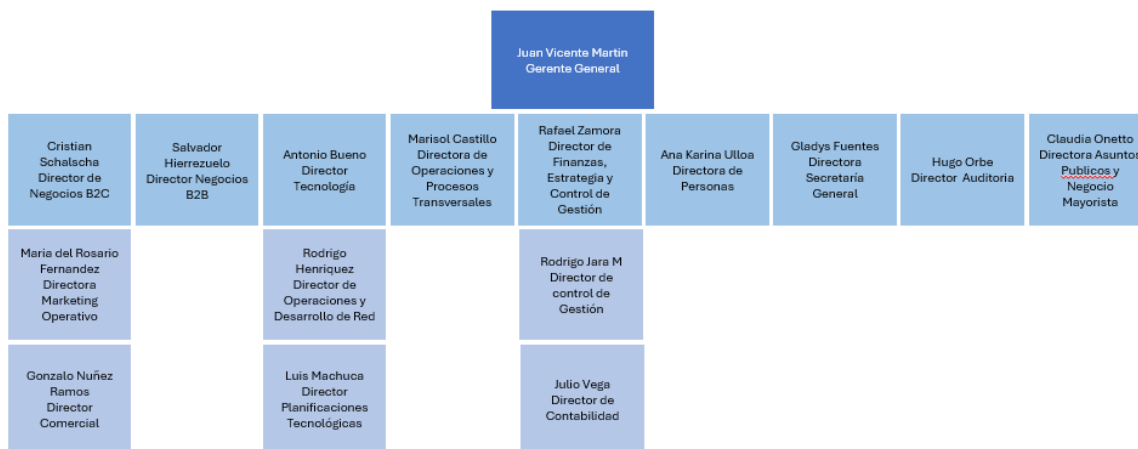 Juan Vicente Martin
Gerente General
Cristian
Schalscha
Director de
Negocios B2C
Salvador
Hierrezuelo
Director Negocios
B2B
Antonio Bueno
Director
Tecnología
Marisol Castillo
Directora de
Operaciones y
Procesos
Transversales
Rafael Zamora
Director de
Finanzas,
Estrategia y
Control de
Gestión
Ana Karina Ulloa
Directora de
Personas
Gladys Fuentes
Directora
Secretaría
General
Hugo Orbe
Director Auditoria
Claudia Onetto
Directora Asuntos
Publicos y
Negocio
Mayorista
Maria del Rosario
Fernandez
Directora
Marketing
Operativo
Rodrigo
Henriquez
Director de
Operaciones y
Desarrollo de Red
Rodrigo Jara M
Director de
control de
Gestión
Gonzalo Nuñez
Ramos
Director
Comercial
Luis Machuca
Director
Planificaciones
Tecnológicas
Julio Vega
Director de
Contabilidad